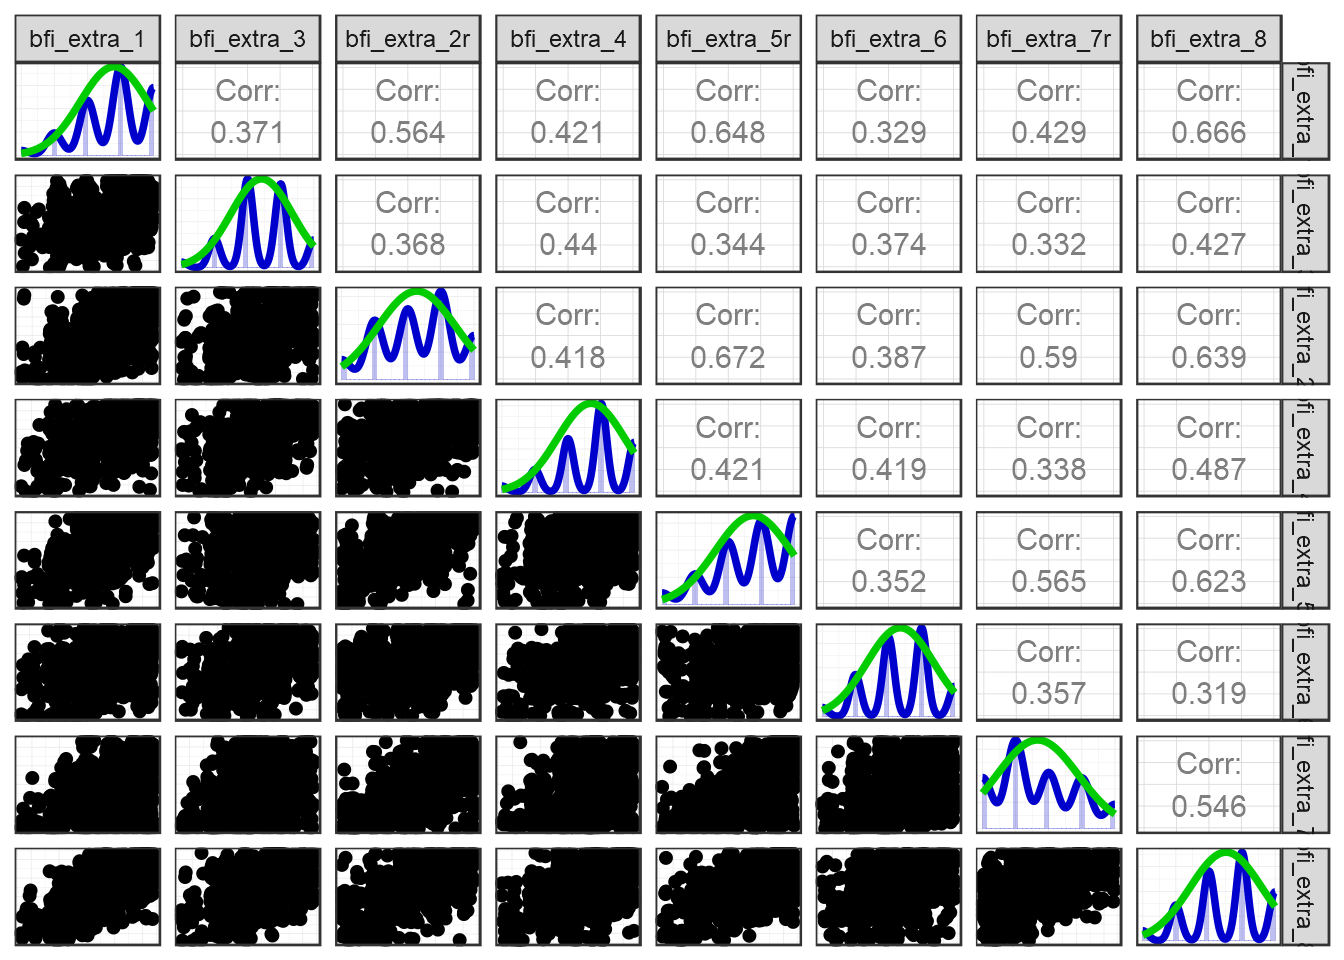 bfi_extra_1 bfi_extra_3 bfi_extra_2r bfi_extra_4 bfi_extra_5r bfi_extra_6 bfi_extra_7r bfi_extra_8
Corr: Corr: Corr: Corr: Corr: Corr: Corr:
0.371 0.564 0.421 0.648 0.329 0.429 0.666
Corr: Corr: Corr: Corr: Corr: Corr:
0.368 0.44 0.344 0.374 0.332 0.427
Corr: Corr: Corr: Corr: Corr:
0.418 0.672 0.387 0.59 0.639
Corr: Corr: Corr: Corr:
0.421 0.419 0.338 0.487
Corr: Corr: Corr:
0.352 0.565 0.623
Corr: Corr:
0.357 0.319
Corr:
0.546